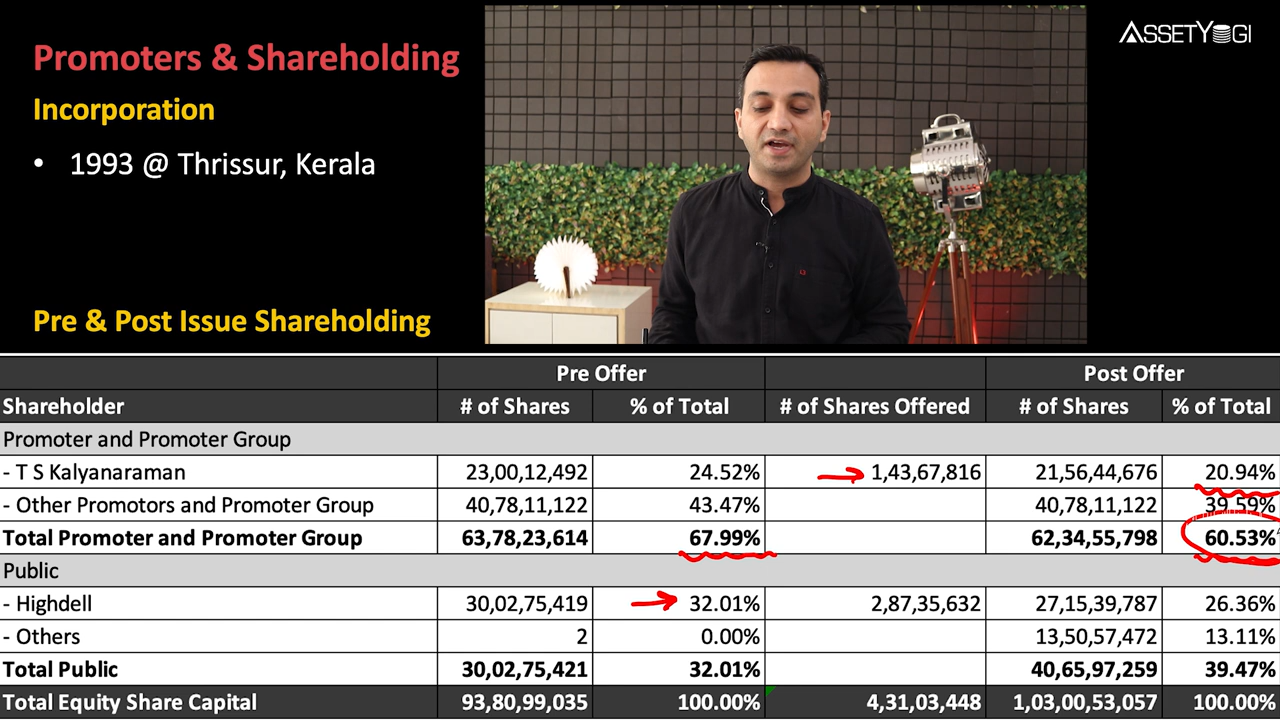 Promoters & Shareholding
ASSETYOGI
Incorporation
• 1993 @ Thrissur, Kerala
Pre & Post Issue Shareholding
Pre Offer Post Offer
Shareholder # of Shares % of Total # of Shares Offered # of Shares % of Total
Promoter and Promoter Group
- T S Kalyanaraman 23,00,12,492 24.52% 1,43,67,816 21,56,44,676 20.94%
- Other Promotors and Promoter Group 40,78,11,122 43.47% 40,78,11,122 39.59%
Total Promoter and Promoter Group 63,78,23,614 67.99% 62,34,55,798 60.53%
Public
- Highdell 30,02,75,419 32.01% 2,87,35,632 27,15,39,787 26.36%
- Others 2 0.00% 13,50,57,472 13.11%
Total Public 30,02,75,421 32.01% 40,65,97,259 39.47%
Total Equity Share Capital 93,80,99,035 100.00% 4,31,03,448 1,03,00,53,057 100.00%